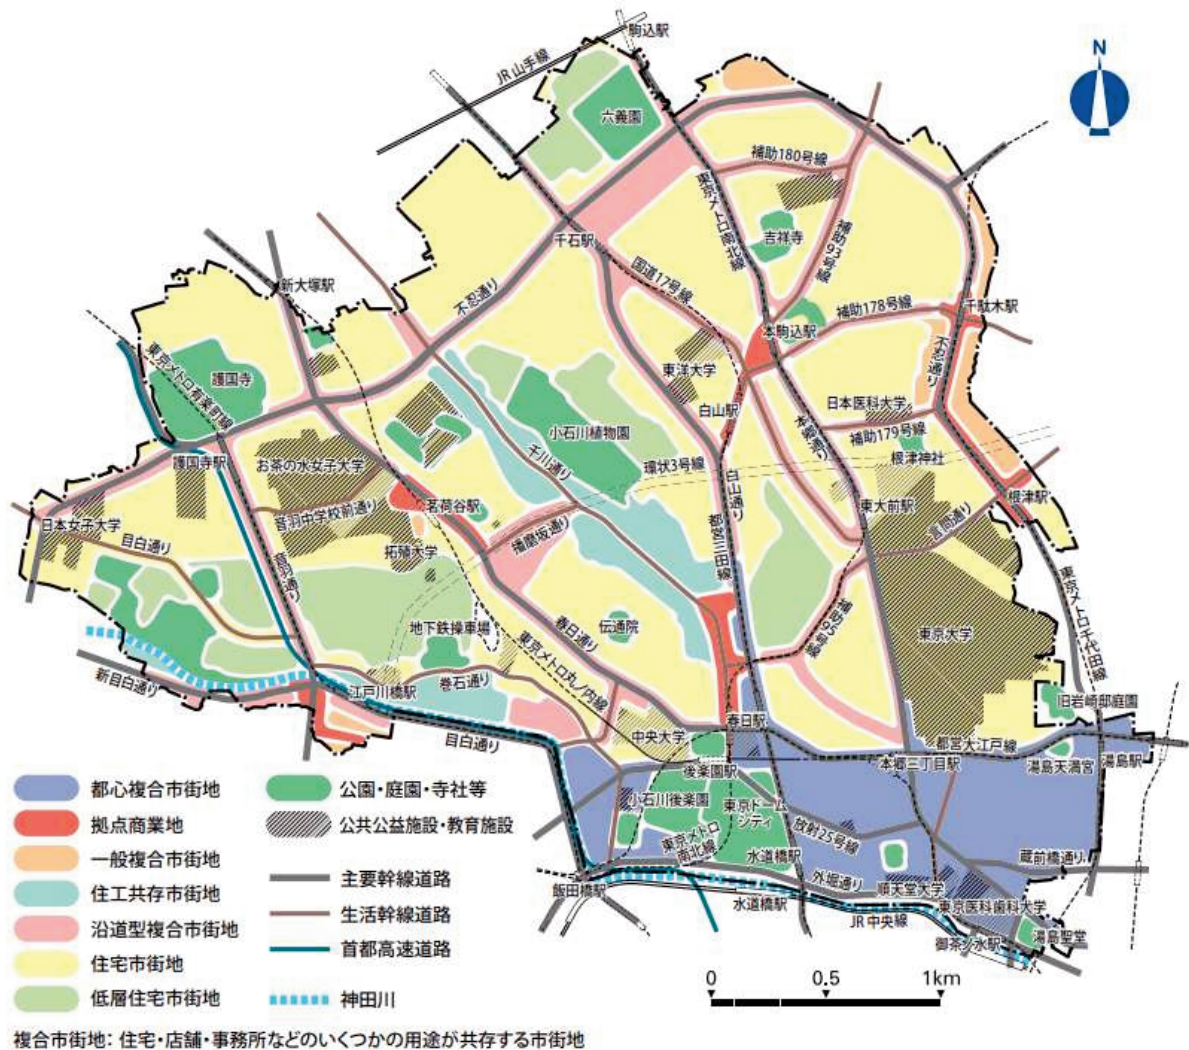 駒込駅
JR山手線
N
六義園
補助180号線
東京メトロ南北線
吉祥寺
補助93号線
千石駅
国道17号線
新大塚駅
不忍通り
本駒込駅
補助178号線
千駄木駅
不忍通り
東京メトロ有楽町線
護国寺
東洋大学
白山駅
日本医科大学
小石川植物園
本郷通り
補助179号線
護国寺駅
お茶の水女子大学
千川通り
環状3号線
白山通り
根津神社
茗荷谷駅
音羽中学校前通り
東大前駅
根津駅
日本女子大学
目白通り
拓殖大学
播磨坂通り
都営三田線
言問通り
音羽通り
地下鉄操車場
春日通り
伝通院
補助95号線
東京大学
東京メトロ千代田線
東京メトロ丸ノ内線
新目白通り
江戸川橋駅
巻石通り
旧岩崎邸庭園
目白通り
中央大学
春日駅
都営大江戸線
後楽園駅
本郷三丁目駅
湯島天満宮
湯島駅
小石川後楽園
東京ドーム
シティ
放射25号線
東京メトロ
南北線
水道橋駅
外堀通り
蔵前橋通り
飯田橋駅
水道橋駅
順天堂大学
東京医科歯科大学
JR中央線
御茶ノ水駅
湯島聖堂
都心複合市街地
拠点商業地
一般複合市街地
住工共存市街地
沿道型複合市街地
住宅市街地
低層住宅市街地
公園・庭園・寺社等
公共公益施設・教育施設
主要幹線道路
生活幹線道路
首都高速道路
神田川
0 0.5 1km
複合市街地: 住宅・店舗・事務所などのいくつかの用途が共存する市街地